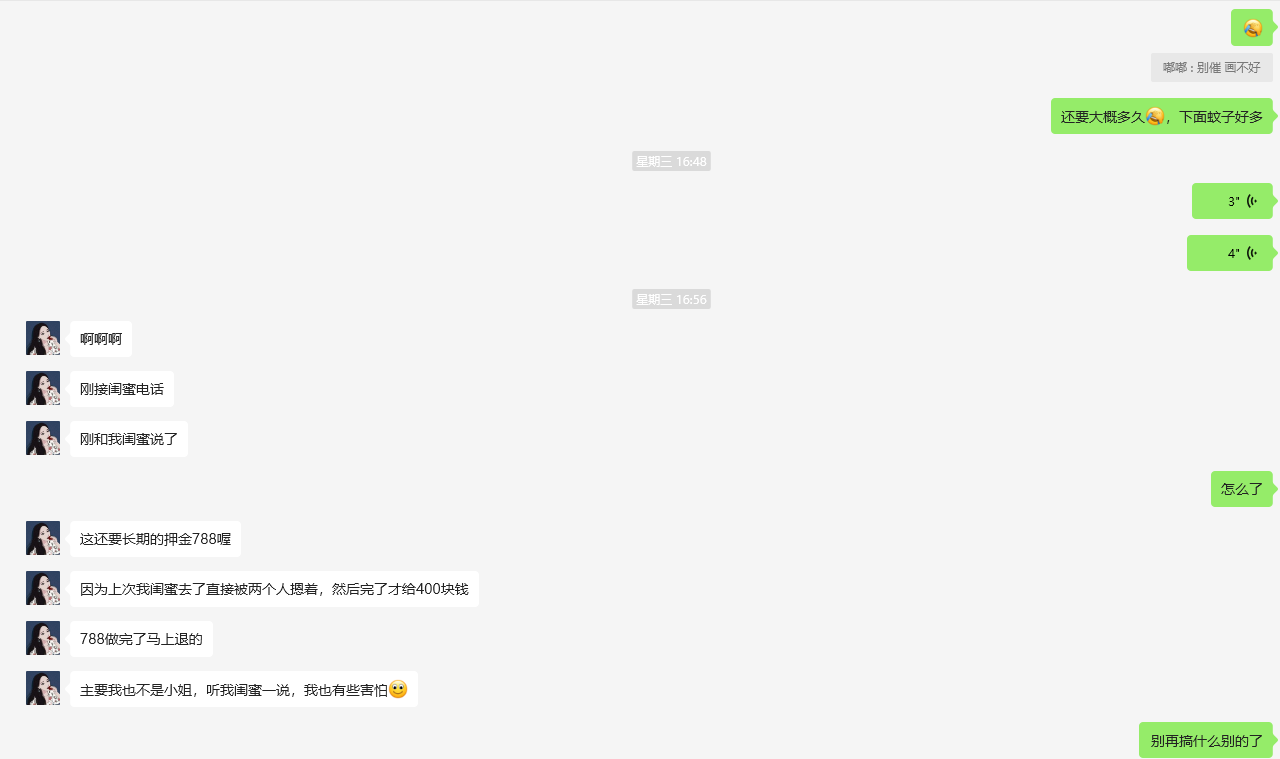 嘟嘟 : 别催 画不好
还要大概多久，下面蚊子好多
星期三 16:48
3"
4"
星期三 16:56
啊啊啊
刚接闺蜜电话
刚和我闺蜜说了
怎么了
这还要长期的押金788喔
因为上次我闺蜜去了直接被两个人摁着，然后完了才给400块钱
788做完了马上退的
主要我也不是小姐，听我闺蜜一说，我也有些害怕
别再搞什么别的了